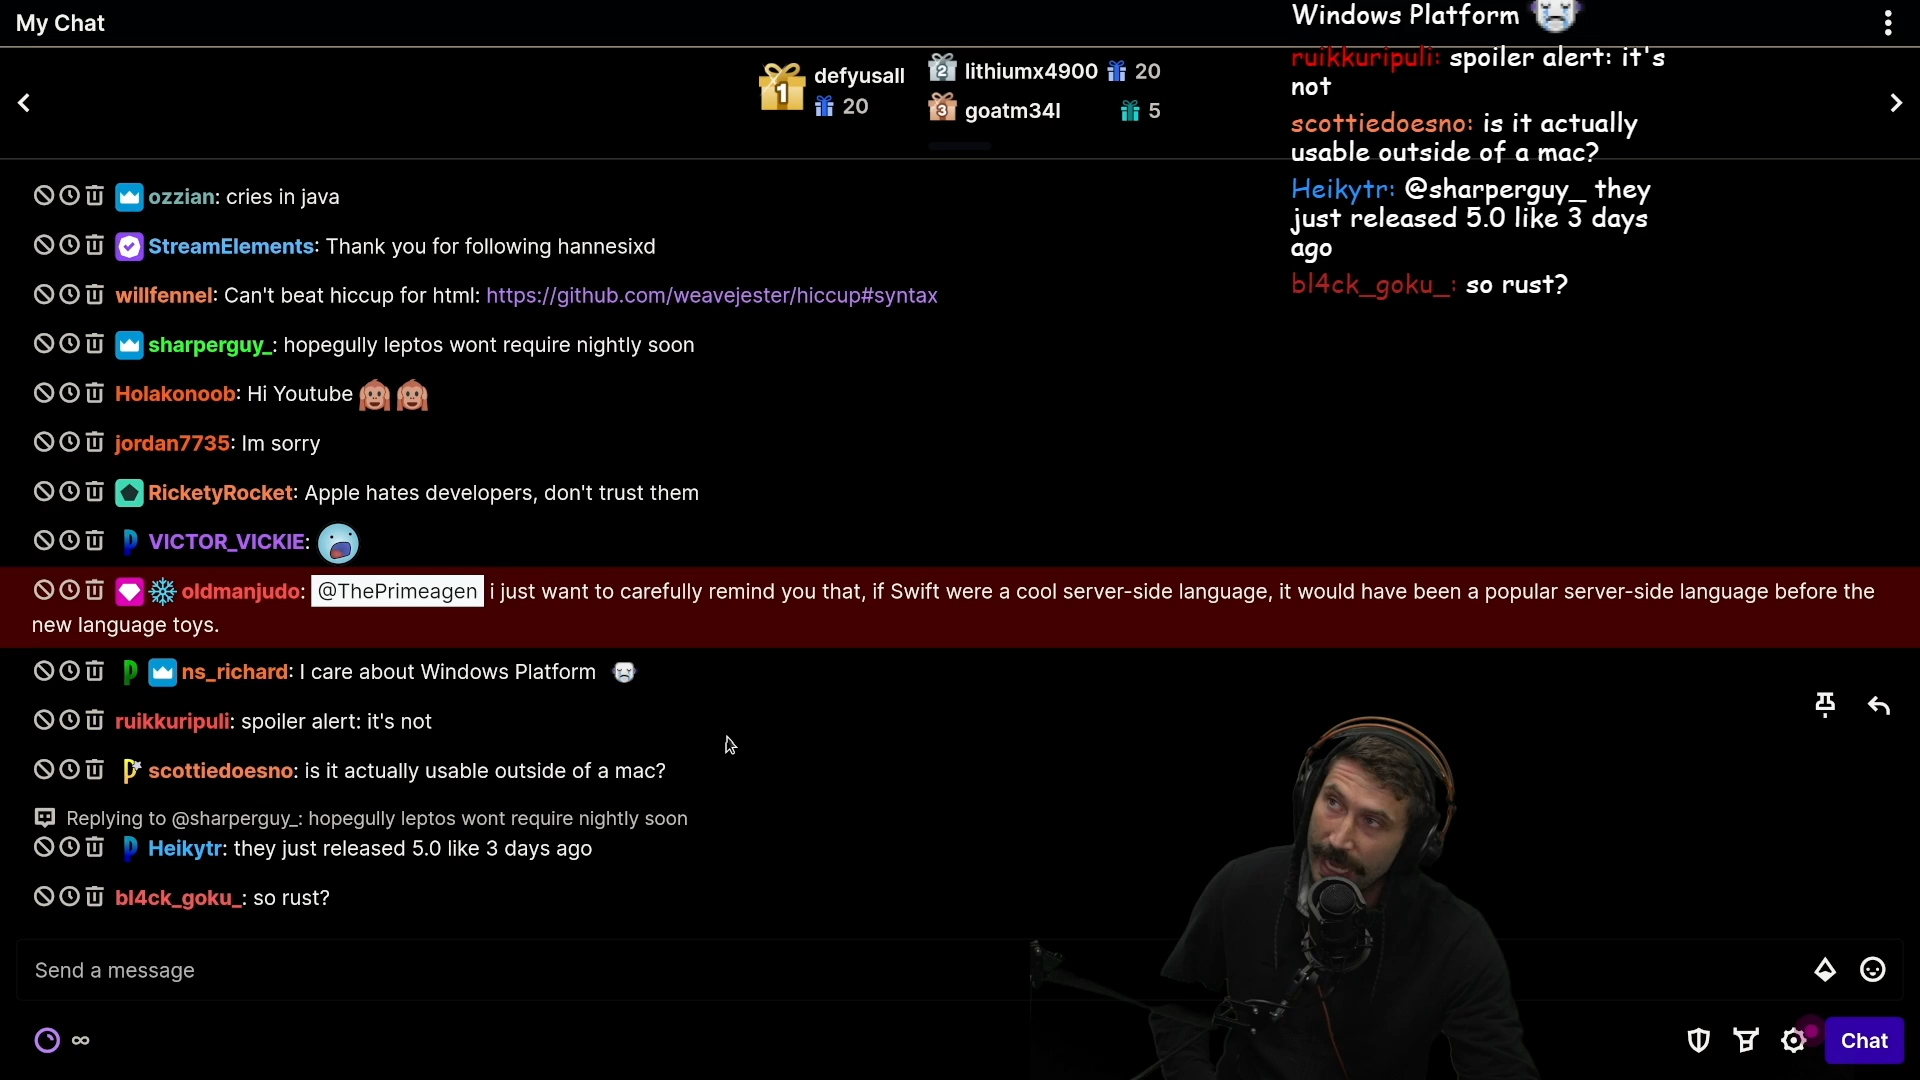 My Chat
Windows Platform
ruikkuripuli: spoiler alert: it's
not
scottiedoesno: is it actually
usable outside of a mac?
Heikytr: @sharperguy_ they
just released 5.0 like 3 days
ago
bl4ck_goku_: so rust?
1 defyusall
20
2 lithiumx4900 20
3 goatm34l 5
ozzian: cries in java
StreamElements: Thank you for following hannesixd
willfennel: Can't beat hiccup for html: https://github.com/weavejester/hiccup#syntax
sharperguy_: hopegully leptos wont require nightly soon
Holakonoob: Hi Youtube
jordan7735: Im sorry
RicketyRocket: Apple hates developers, don't trust them
VICTOR_VICKIE:
oldmanjudo: @ThePrimeagen i just want to carefully remind you that, if Swift were a cool server-side language, it would have been a popular server-side language before the
new language toys.
ns_richard: I care about Windows Platform
ruikkuripuli: spoiler alert: it's not
scottiedoesno: is it actually usable outside of a mac?
Replying to @sharperguy_: hopegully leptos wont require nightly soon
Heikytr: they just released 5.0 like 3 days ago
bl4ck_goku_: so rust?
Send a message
∞
Chat